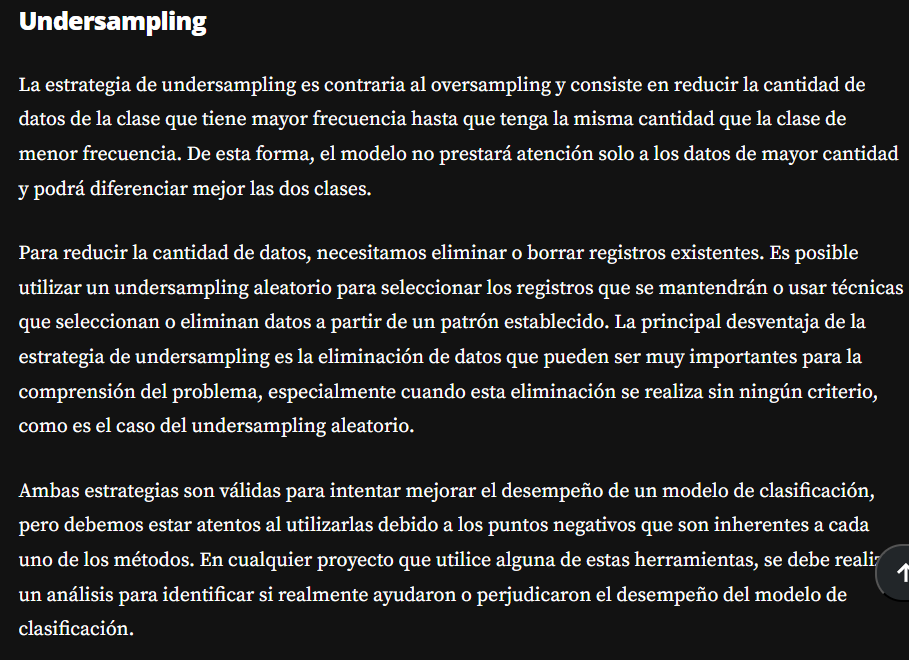 Undersampling
La estrategia de undersampling es contraria al oversampling y consiste en reducir la cantidad de
datos de la clase que tiene mayor frecuencia hasta que tenga la misma cantidad que la clase de
menor frecuencia. De esta forma, el modelo no prestará atención solo a los datos de mayor cantidad
y podrá diferenciar mejor las dos clases.
Para reducir la cantidad de datos, necesitamos eliminar o borrar registros existentes. Es posible
utilizar un undersampling aleatorio para seleccionar los registros que se mantendrán o usar técnicas
que seleccionan o eliminan datos a partir de un patrón establecido. La principal desventaja de la
estrategia de undersampling es la eliminación de datos que pueden ser muy importantes para la
comprensión del problema, especialmente cuando esta eliminación se realiza sin ningún criterio,
como es el caso del undersampling aleatorio.
Ambas estrategias son válidas para intentar mejorar el desempeño de un modelo de clasificación,
pero debemos estar atentos al utilizarlas debido a los puntos negativos que son inherentes a cada
uno de los métodos. En cualquier proyecto que utilice alguna de estas herramientas, se debe
un análisis para identificar si realmente ayudaron o perjudicaron el desempeño del modelo de
clasificación.